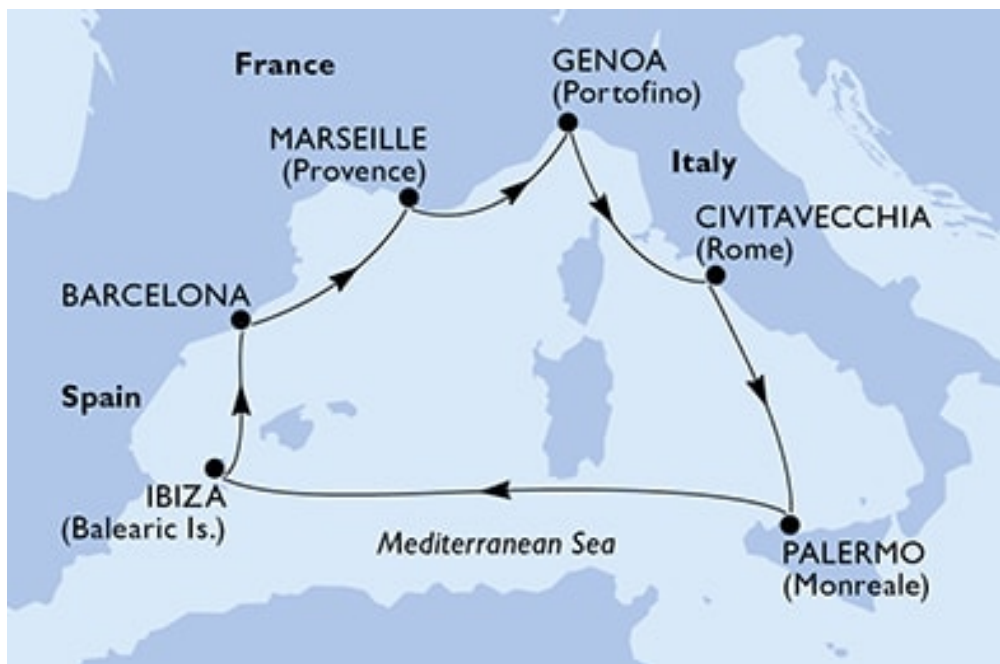 France
GENOA
(Portofino)
MARSEILLE
(Provence)
Italy
CIVITAVECCHIA
(Rome)
BARCELONA
Spain
IBIZA
(Balearic Is.)
Mediterranean Sea
PALERMO
(Monreale)